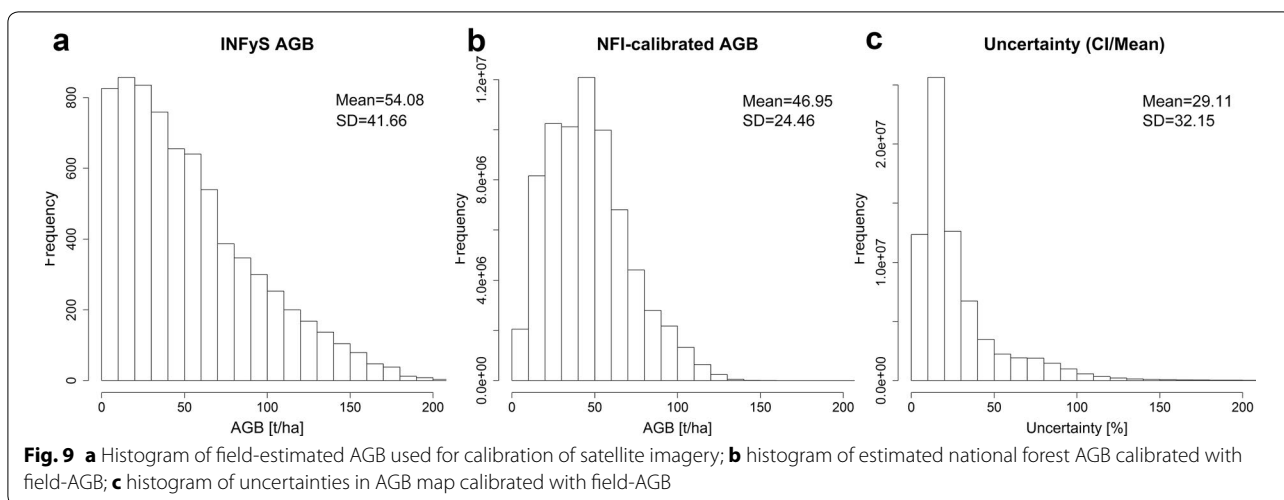 a
INFyS AGB
Mean=54.08
SD=41.66
Frequency
800
600
400
200
0
0 50 100 150 200
AGB [t/ha]
b
NFI-calibrated AGB
Mean=46.95
SD=24.46
Frequency
1.2e+07
8.0e+06
4.0e+06
0.0e+00
0 50 100 150 200
AGB [t/ha]
c
Uncertainty (CI/Mean)
Mean=29.11
SD=32.15
Frequency
2.0e+07
1.0e+07
0.0e+00
0 50 100 150 200
Uncertainty [%]
Fig. 9 a Histogram of field-estimated AGB used for calibration of satellite imagery; b histogram of estimated national forest AGB calibrated with
field-AGB; c histogram of uncertainties in AGB map calibrated with field-AGB